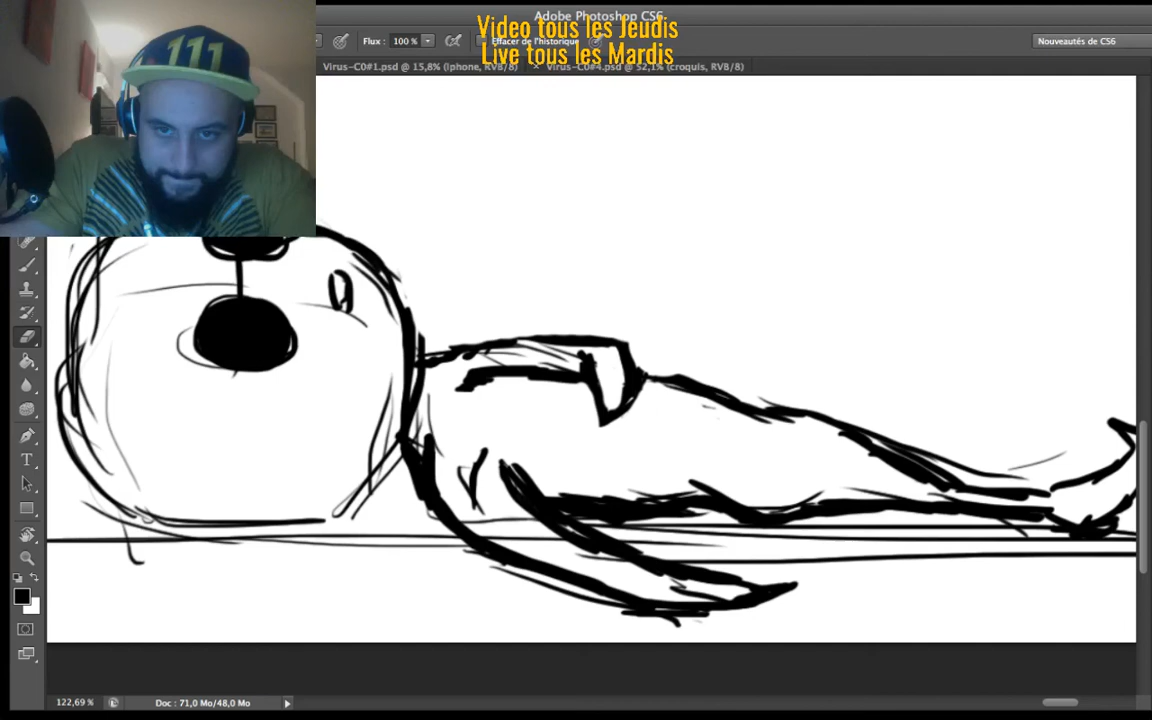 Adobe Photoshop CS6
Video tous les Jeudis
Live tous les Mardis
111
Flux : 100 %
Effacer de l'historique
Nouveautés de CS6
Virus-C0#1.psd @ 15,8% (Iphone, RVB/8)
Virus-C0#4.psd @ 52,1% (croquis, RVB/8)
T
122,69 %
Doc : 71,0 Mo/48,0 Mo